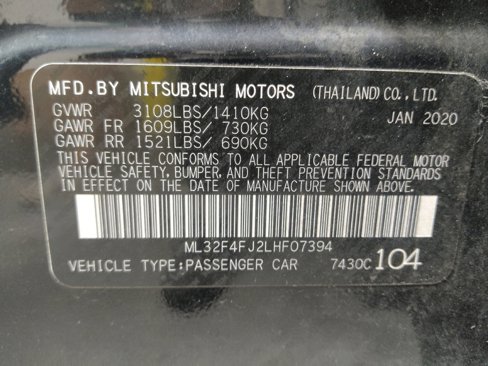 MFD.BY MITSUBISHI MOTORS (THAILAND)CO.,LTD.
GVWR 3108LBS/1410KG JAN 2020
GAWR FR 1609LBS/ 730KG
GAWR RR 1521LBS/ 690KG
THIS VEHICLE CONFORMS TO ALL APPLICABLE FEDERAL MOTOR
VEHICLE SAFETY, BUMPER, AND THEFT PREVENTION STANDARDS
IN EFFECT ON THE DATE OF MANUFACTURE SHOWN ABOVE.
ML32F4FJ2LHF07394
VEHICLE TYPE:PASSENGER CAR 7430C 104